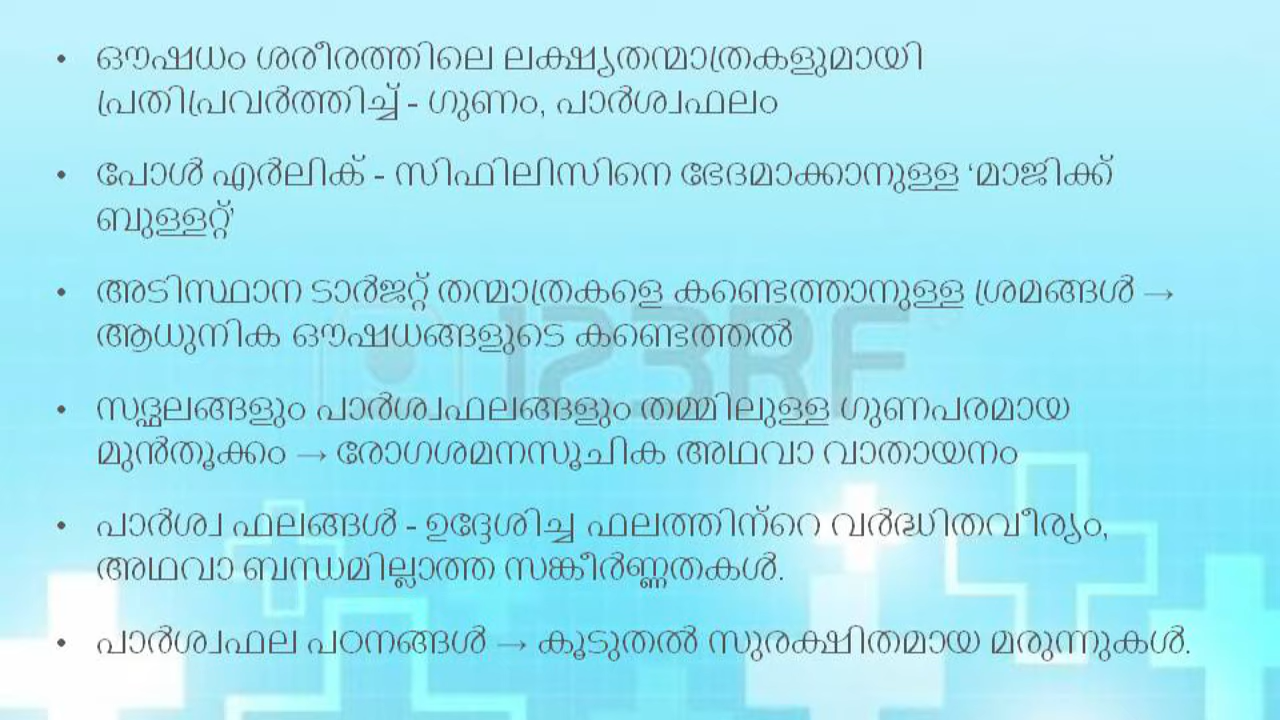 • ഔഷധം ശരീരത്തിലെ ലക്ഷ്യതന്മാത്രകളുമായി
പ്രതിപ്രവർത്തിച്ച് - ഗുണം, പാർശ്വഫലം
• പോൾ എർലിക് - സിഫിലിസിനെ ഭേദമാക്കാനുള്ള ‘മാജിക്ക്
ബുള്ളറ്റ്’
• അടിസ്ഥാന ടാർജറ്റ് തന്മാത്രകളെ കണ്ടെത്താനുള്ള ശ്രമങ്ങൾ →
ആധുനിക ഔഷധങ്ങളുടെ കണ്ടെത്തൽ
• സദ്ഫലങ്ങളും പാർശ്വഫലങ്ങളും തമ്മിലുള്ള ഗുണപരമായ
മുൻതൂക്കം → രോഗശമനസൂചിക അഥവാ വാതായനം
• പാർശ്വ ഫലങ്ങൾ - ഉദ്ദേശിച്ച ഫലത്തിന്റെ വർദ്ധിതവീര്യം,
അഥവാ ബന്ധമില്ലാത്ത സങ്കീർണ്ണതകൾ.
• പാർശ്വഫല പഠനങ്ങൾ → കൂടുതൽ സുരക്ഷിതമായ മരുന്നുകൾ.
123RF